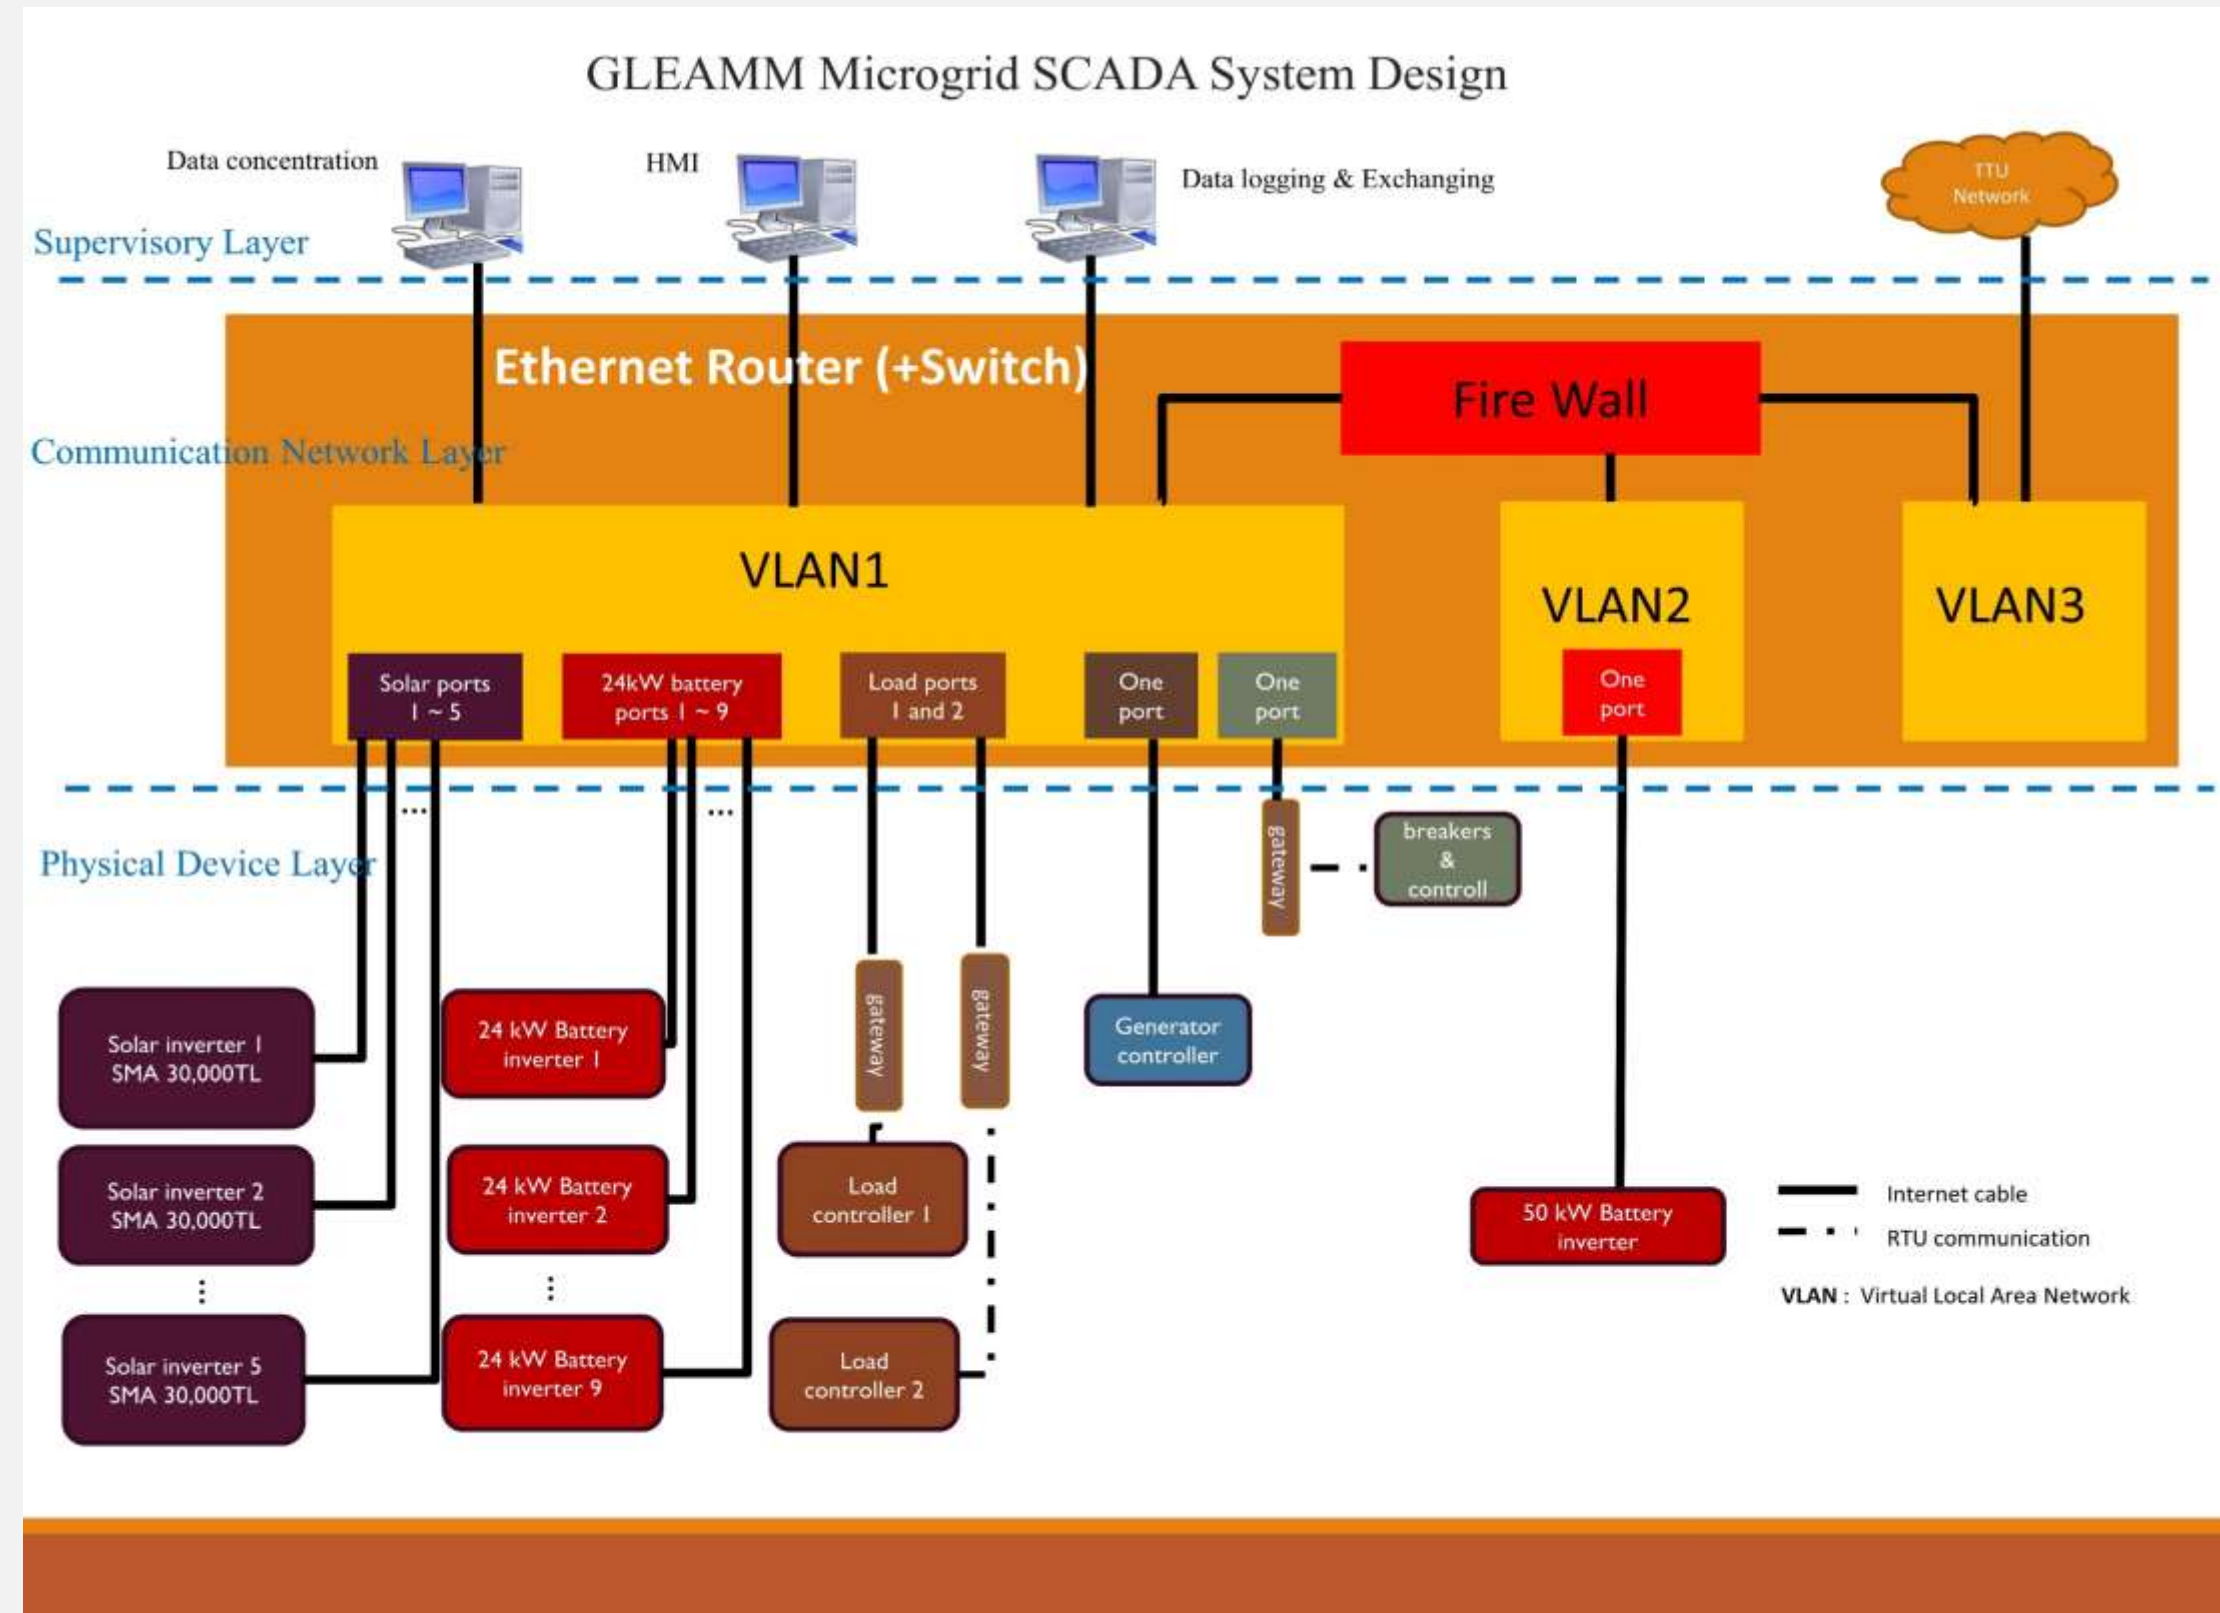 GLEAMM Microgrid SCADA System Design
Data concentration
HMI
Data logging & Exchanging
TTU
Network
Supervisory Layer
Ethernet Router (+Switch)
Fire Wall
Communication Network Layer
VLAN1
VLAN2
VLAN3
Solar ports
1 ~ 5
24kW battery
ports 1 ~ 9
Load ports
1 and 2
One
port
One
port
One
port
...
...
Physical Device Layer
gateway
breakers
&
controll
Solar inverter 1
SMA 30,000TL
24 kW Battery
inverter 1
gateway
gateway
Generator
controller
Solar inverter 2
SMA 30,000TL
24 kW Battery
inverter 2
Load
controller 1
50 kW Battery
inverter
Internet cable
RTU communication
VLAN : Virtual Local Area Network
...
...
Solar inverter 5
SMA 30,000TL
24 kW Battery
inverter 9
Load
controller 2